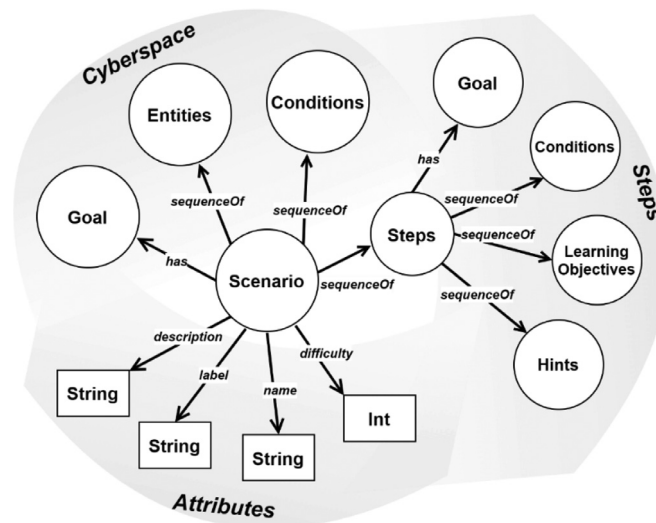 Cyberspace
Goal
Conditions
Entities
has
Conditions
Steps
sequenceOf
sequenceOf
sequenceOf
Goal
Steps
sequenceOf
has
Learning
Objectives
Scenario
sequenceOf
sequenceOf
description
difficulty
Hints
label
name
String
Int
String
String
Attributes